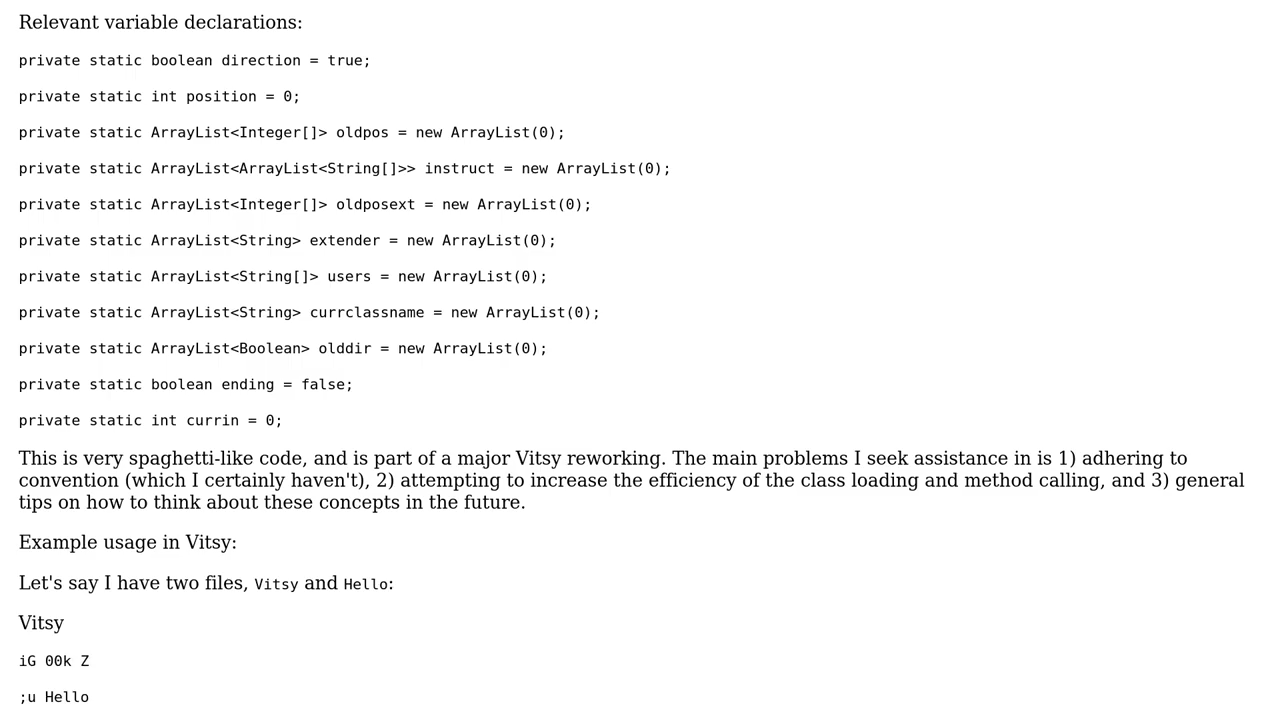 Relevant variable declarations:
private static boolean direction = true;
private static int position = 0;
private static ArrayList<Integer[]> oldpos = new ArrayList(0);
private static ArrayList<ArrayList<String[]>> instruct = new ArrayList(0);
private static ArrayList<Integer[]> oldposext = new ArrayList(0);
private static ArrayList<String> extender = new ArrayList(0);
private static ArrayList<String[]> users = new ArrayList(0);
private static ArrayList<String> currclassname = new ArrayList(0);
private static ArrayList<Boolean> olddir = new ArrayList(0);
private static boolean ending = false;
private static int currin = 0;
This is very spaghetti-like code, and is part of a major Vitsy reworking. The main problems I seek assistance in is 1) adhering to
convention (which I certainly haven't), 2) attempting to increase the efficiency of the class loading and method calling, and 3) general
tips on how to think about these concepts in the future.
Example usage in Vitsy:
Let's say I have two files, Vitsy and Hello:
Vitsy
iG 00k Z
;u Hello